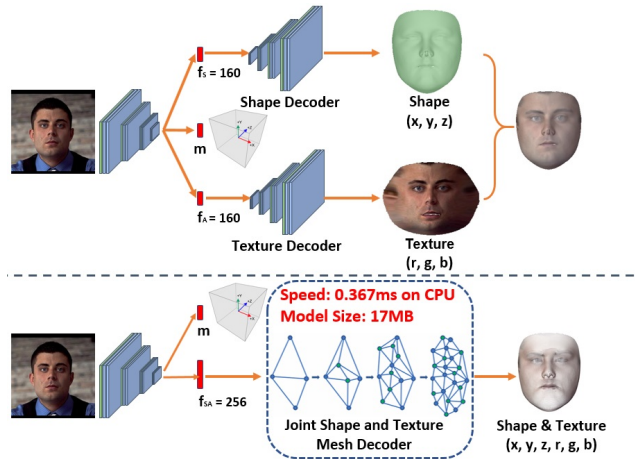 fS = 160
Shape Decoder
Shape
(x, y, z)
m
+Y
+Z
+X
fA = 160
Texture Decoder
Texture
(r, g, b)
Speed: 0.367ms on CPU
Model Size: 17MB
m
+Y
+Z
+X
fSA = 256
Joint Shape and Texture
Mesh Decoder
Shape & Texture
(x, y, z, r, g, b)